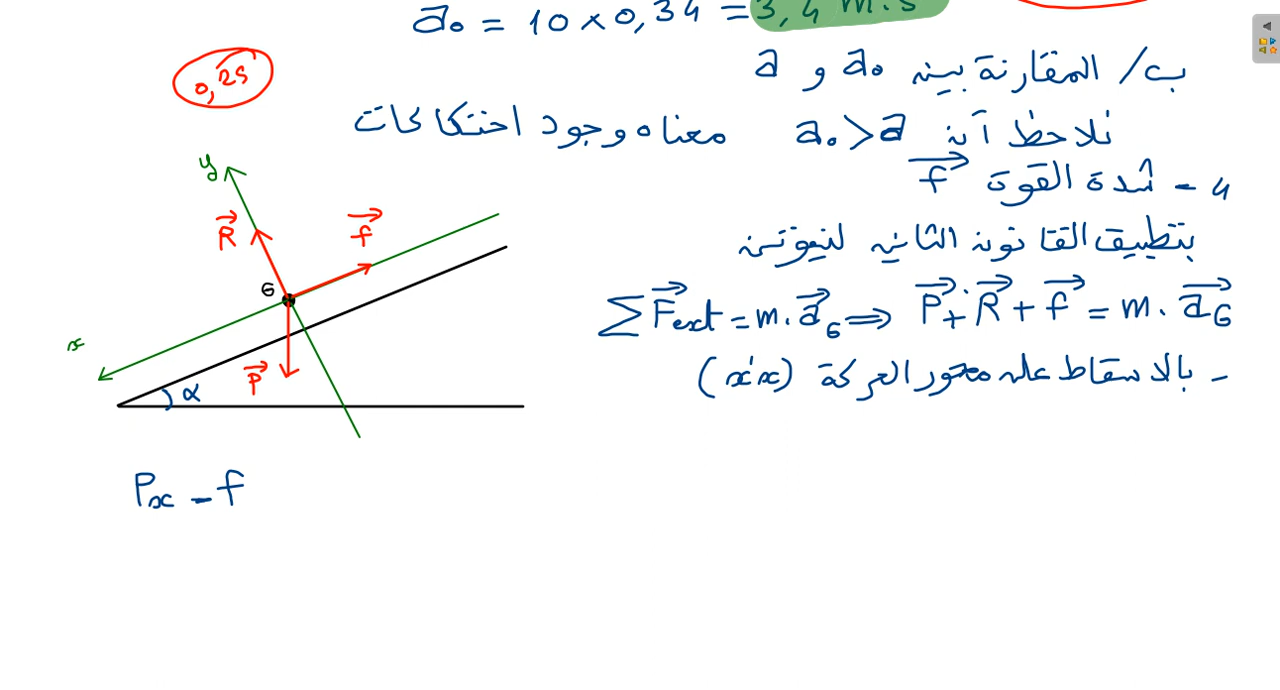 a₀ = 10 × 0,34 = 3,4 m.s
0,25
ب/ المقارنة بين a₀ و a
نلاحظ أن a₀ > a معناه وجود احتكاكات
4 - شدة القوة f⃗
بتطبيق القانون الثاني لنيوتن
∑F⃗ext = m.a⃗G ⟹ P⃗ + R⃗ + f⃗ = m.a⃗G
- بالاسقاط على محور الحركة (x'x)
y
R⃗
f⃗
G
x
P⃗
α
Px - f